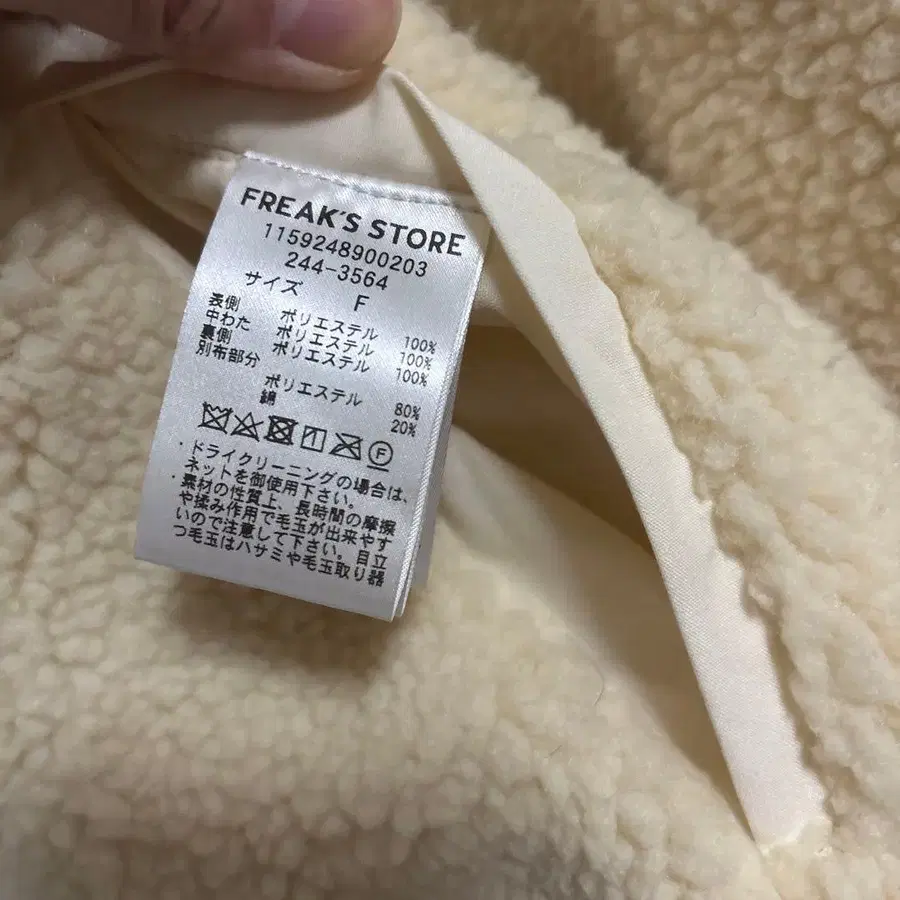 FREAK'S STORE
1159248900203
244-3564
サイズ F
表側 ポリエステル 100%
中わた ポリエステル 100%
裏側 ポリエステル 100%
別布部分
ポリエステル 80%
綿 20%
F
・ドライクリーニングの場合は、
ネットを御使用下さい。
・素材の性質上、長時間の摩擦
や揉み作用で毛玉が出来やす
いので注意して下さい。目立
つ毛玉はハサミや毛玉取り器